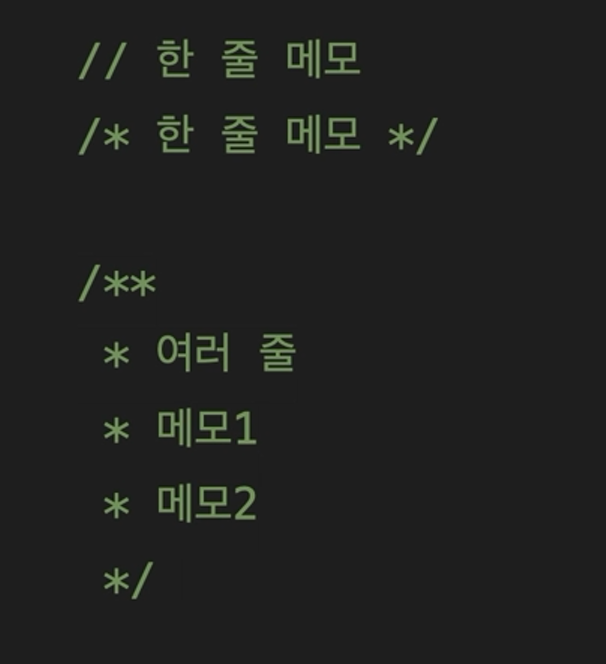 // 한 줄 메모
/* 한 줄 메모 */
/**
* 여러 줄
* 메모1
* 메모2
*/